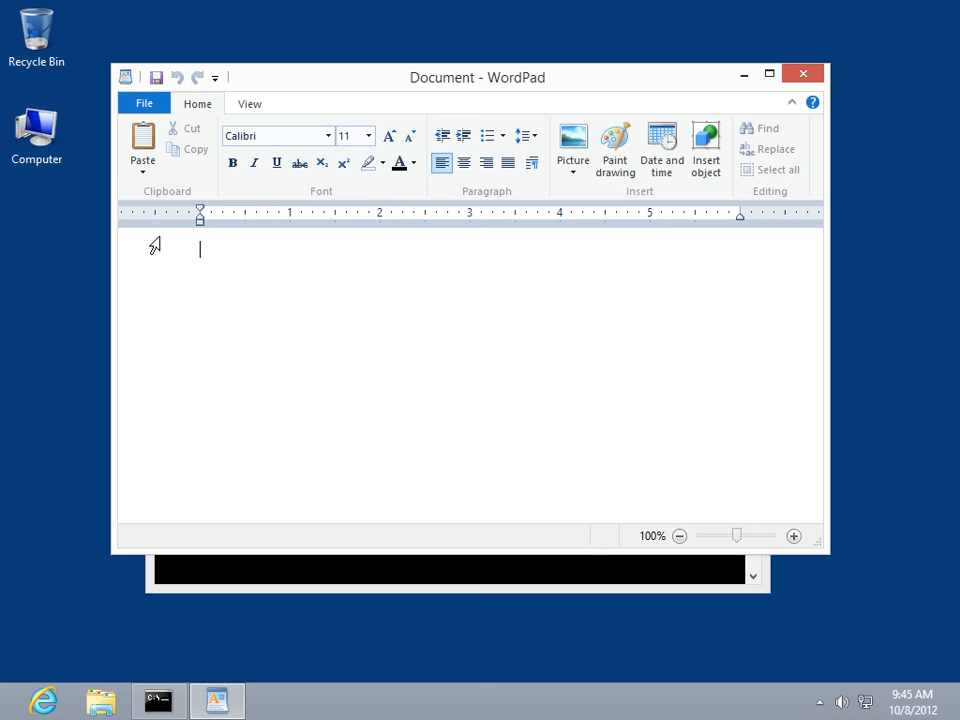 Recycle Bin
Computer
Document - WordPad
File Home View
Paste
Cut
Copy
Clipboard
Calibri 11
B I U abc X₂ X² A
Font
Paragraph
Picture
Paint drawing
Date and time
Insert object
Insert
Find
Replace
Select all
Editing
1 2 3 4 5
100%
C:\_
9:45 AM
10/8/2012